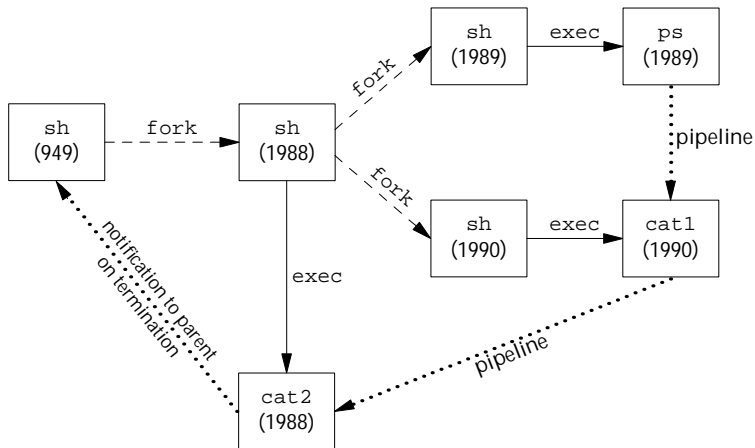 sh
(1989)
exec
ps
(1989)
fork
sh
(949)
fork
sh
(1988)
pipeline
fork
sh
(1990)
exec
cat1
(1990)
notification to parent
on termination
exec
pipeline
cat2
(1988)